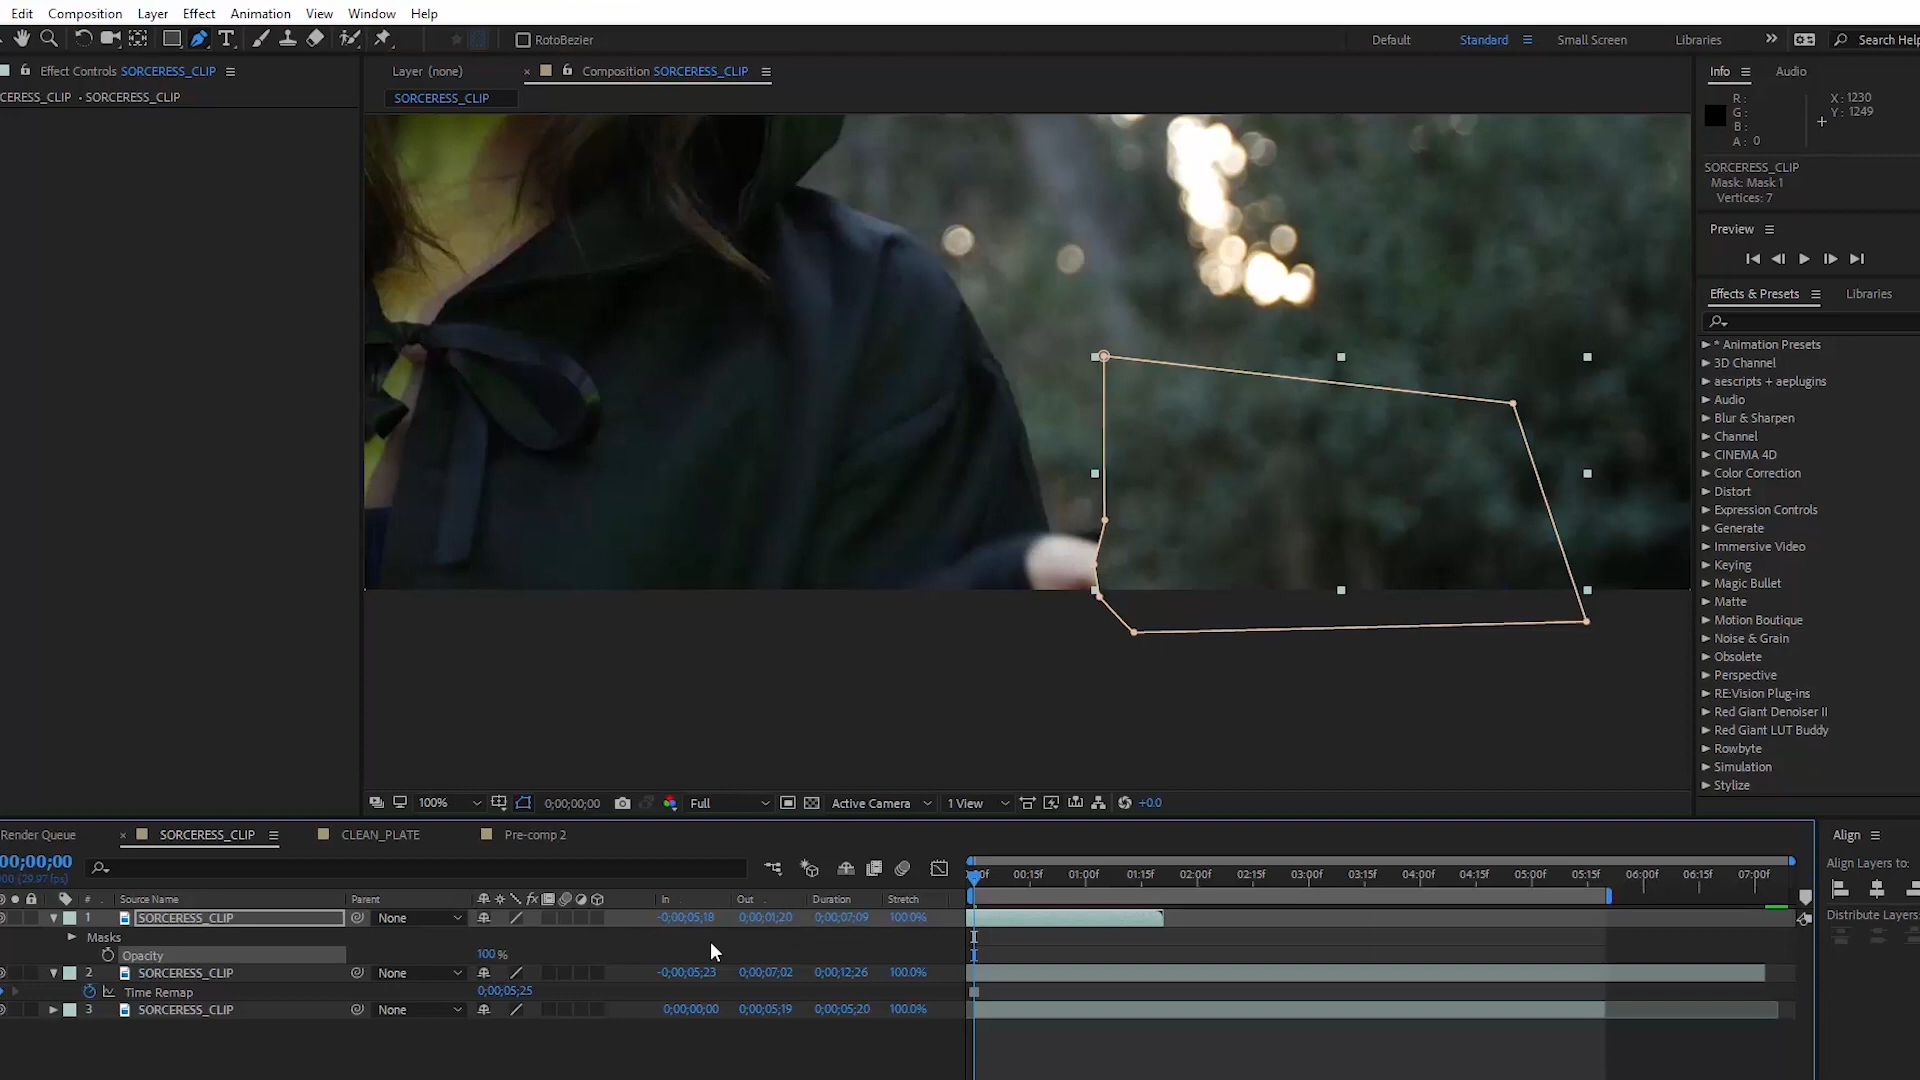 Edit Composition Layer Effect Animation View Window Help
T RotoBezier Default Standard Small Screen Libraries Search Help
Effect Controls SORCERESS_CLIP Layer (none) × Composition SORCERESS_CLIP Info Audio
CERESS_CLIP • SORCERESS_CLIP SORCERESS_CLIP
R : X : 1230
G : Y : 1249
B :
A : 0
SORCERESS_CLIP
Mask: Mask 1
Vertices: 7
Preview
Effects & Presets Libraries
* Animation Presets
3D Channel
aescripts + aeplugins
Audio
Blur & Sharpen
Channel
CINEMA 4D
Color Correction
Distort
Expression Controls
Generate
Immersive Video
Keying
Magic Bullet
Matte
Motion Boutique
Noise & Grain
Obsolete
Perspective
RE:Vision Plug-ins
Red Giant Denoiser II
Red Giant LUT Buddy
Rowbyte
Simulation
Stylize
100% 0;00;00;00 Full Active Camera 1 View +0.0
Render Queue × SORCERESS_CLIP CLEAN_PLATE Pre-comp 2 Align
00;00;00
(29.97 fps)
Align Layers to:
:00f 00:15f 01:00f 01:15f 02:00f 02:15f 03:00f 03:15f 04:00f 04:15f 05:00f 05:15f 06:00f 06:15f 07:00f
# Source Name Parent fx In Out Duration Stretch
1 SORCERESS_CLIP None -0;00;05;18 0;00;01;20 0;00;07;09 100.0%
Distribute Layers:
Masks
Opacity 100 %
2 SORCERESS_CLIP None -0;00;05;23 0;00;07;02 0;00;12;26 100.0%
Time Remap 0;00;05;25
3 SORCERESS_CLIP None 0;00;00;00 0;00;05;19 0;00;05;20 100.0%